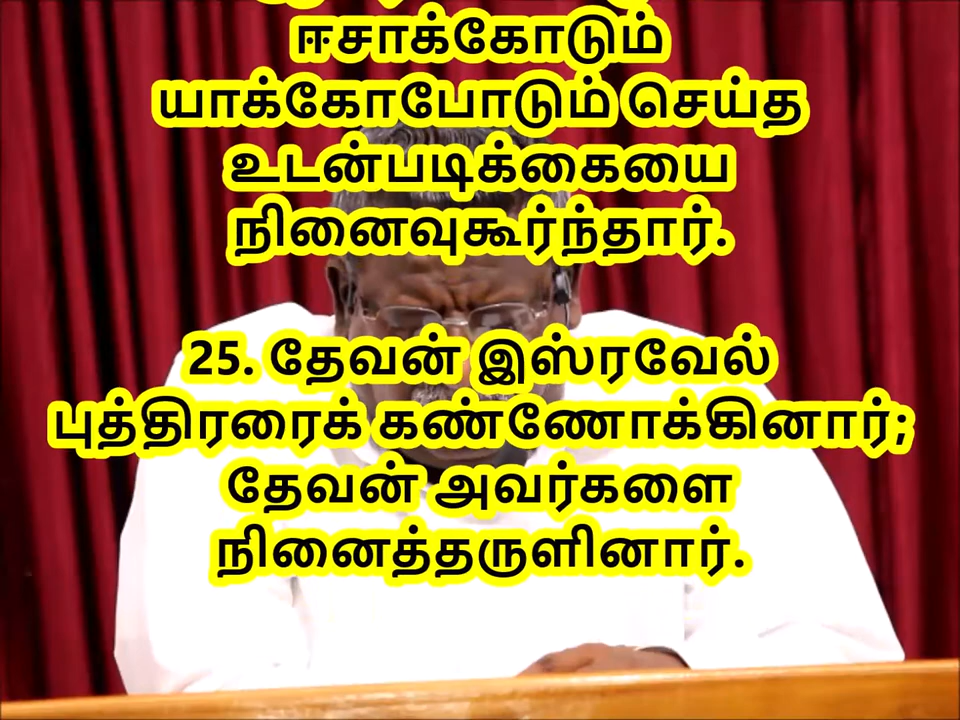 ஈசாக்கோடும்
யாக்கோபோடும் செய்த
உடன்படிக்கையை
நினைவுகூர்ந்தார்.
25. தேவன் இஸ்ரவேல்
புத்திரரைக் கண்ணோக்கினார்;
தேவன் அவர்களை
நினைத்தருளினார்.